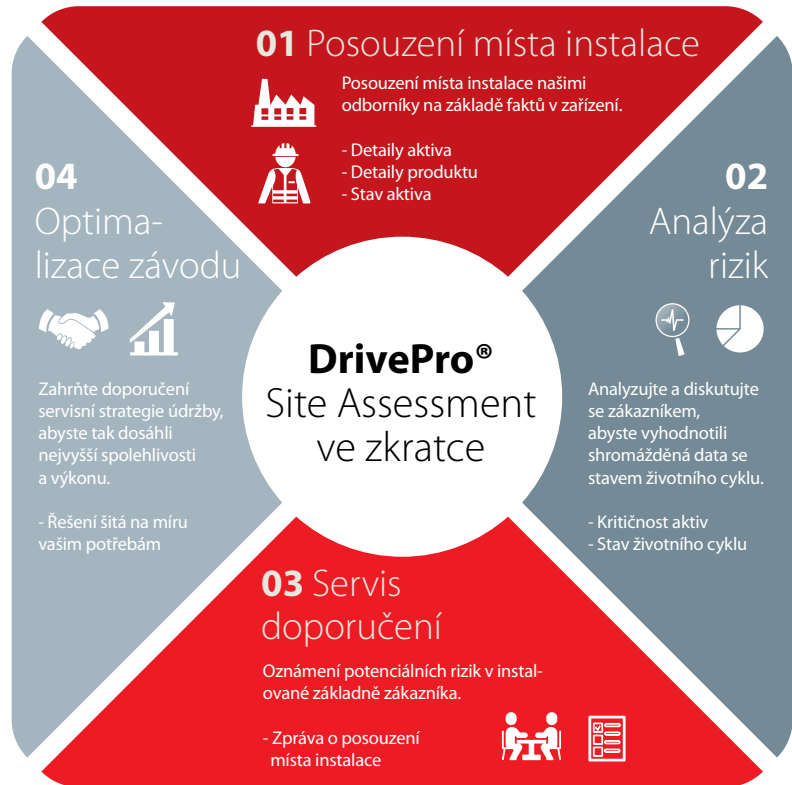 01 Posouzení místa instalace
Posouzení místa instalace našimi
odborníky na základě faktů v zařízení.
- Detaily aktiva
- Detaily produktu
- Stav aktiva
02
Analýza
rizik
Analyzujte a diskutujte
se zákazníkem,
abyste vyhodnotili
shromážděná data se
stavem životního cyklu.
- Kritičnost aktiv
- Stav životního cyklu
03 Servis
doporučení
Oznámení potenciálních rizik v instal-
ované základně zákazníka.
- Zpráva o posouzení
místa instalace
04
Optima-
lizace závodu
Zahrňte doporučení
servisní strategie údržby,
abyste tak dosáhli
nejvyšší spolehlivosti
a výkonu.
- Řešení šitá na míru
vašim potřebám
DrivePro®
Site Assessment
ve zkratce